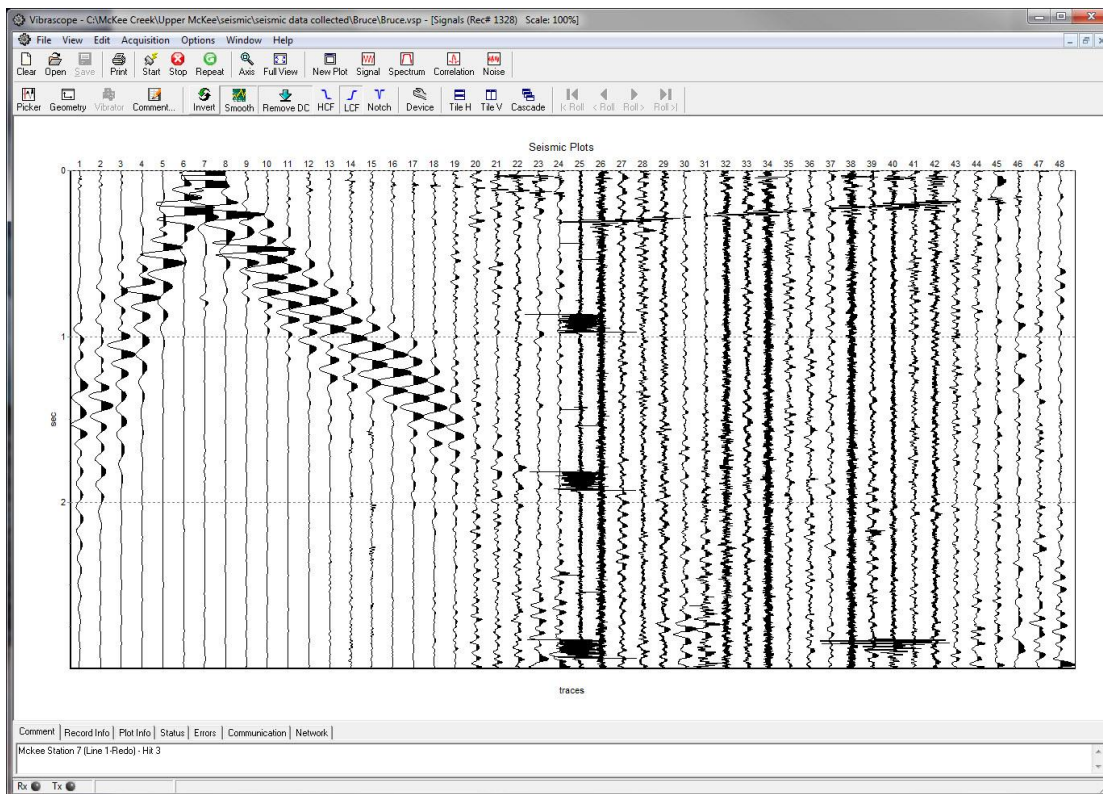 Vibrascope - C:\McKee Creek\Upper McKee\seismic\seismic data collected\Bruce\Bruce.vsp - [Signals (Rec# 1328) Scale: 100%]
File View Edit Acquisition Options Window Help
Clear Open Save Print Start Stop Repeat Axis Full View New Plot Signal Spectrum Correlation Noise
Picker Geometry Vibrator Comment... Invert Smooth Remove DC HCF LCF Notch Device Tile H Tile V Cascade |< Roll < Roll Roll > Roll >|
Seismic Plots
1 2 3 4 5 6 7 8 9 10 11 12 13 14 15 16 17 18 19 20 21 22 23 24 25 26 27 28 29 30 31 32 33 34 35 36 37 38 39 40 41 42 43 44 45 46 47 48
0
1
sec
2
traces
Comment Record Info Plot Info Status Errors Communication Network
Mckee Station 7 (Line 1-Redo) - Hit 3
Rx Tx